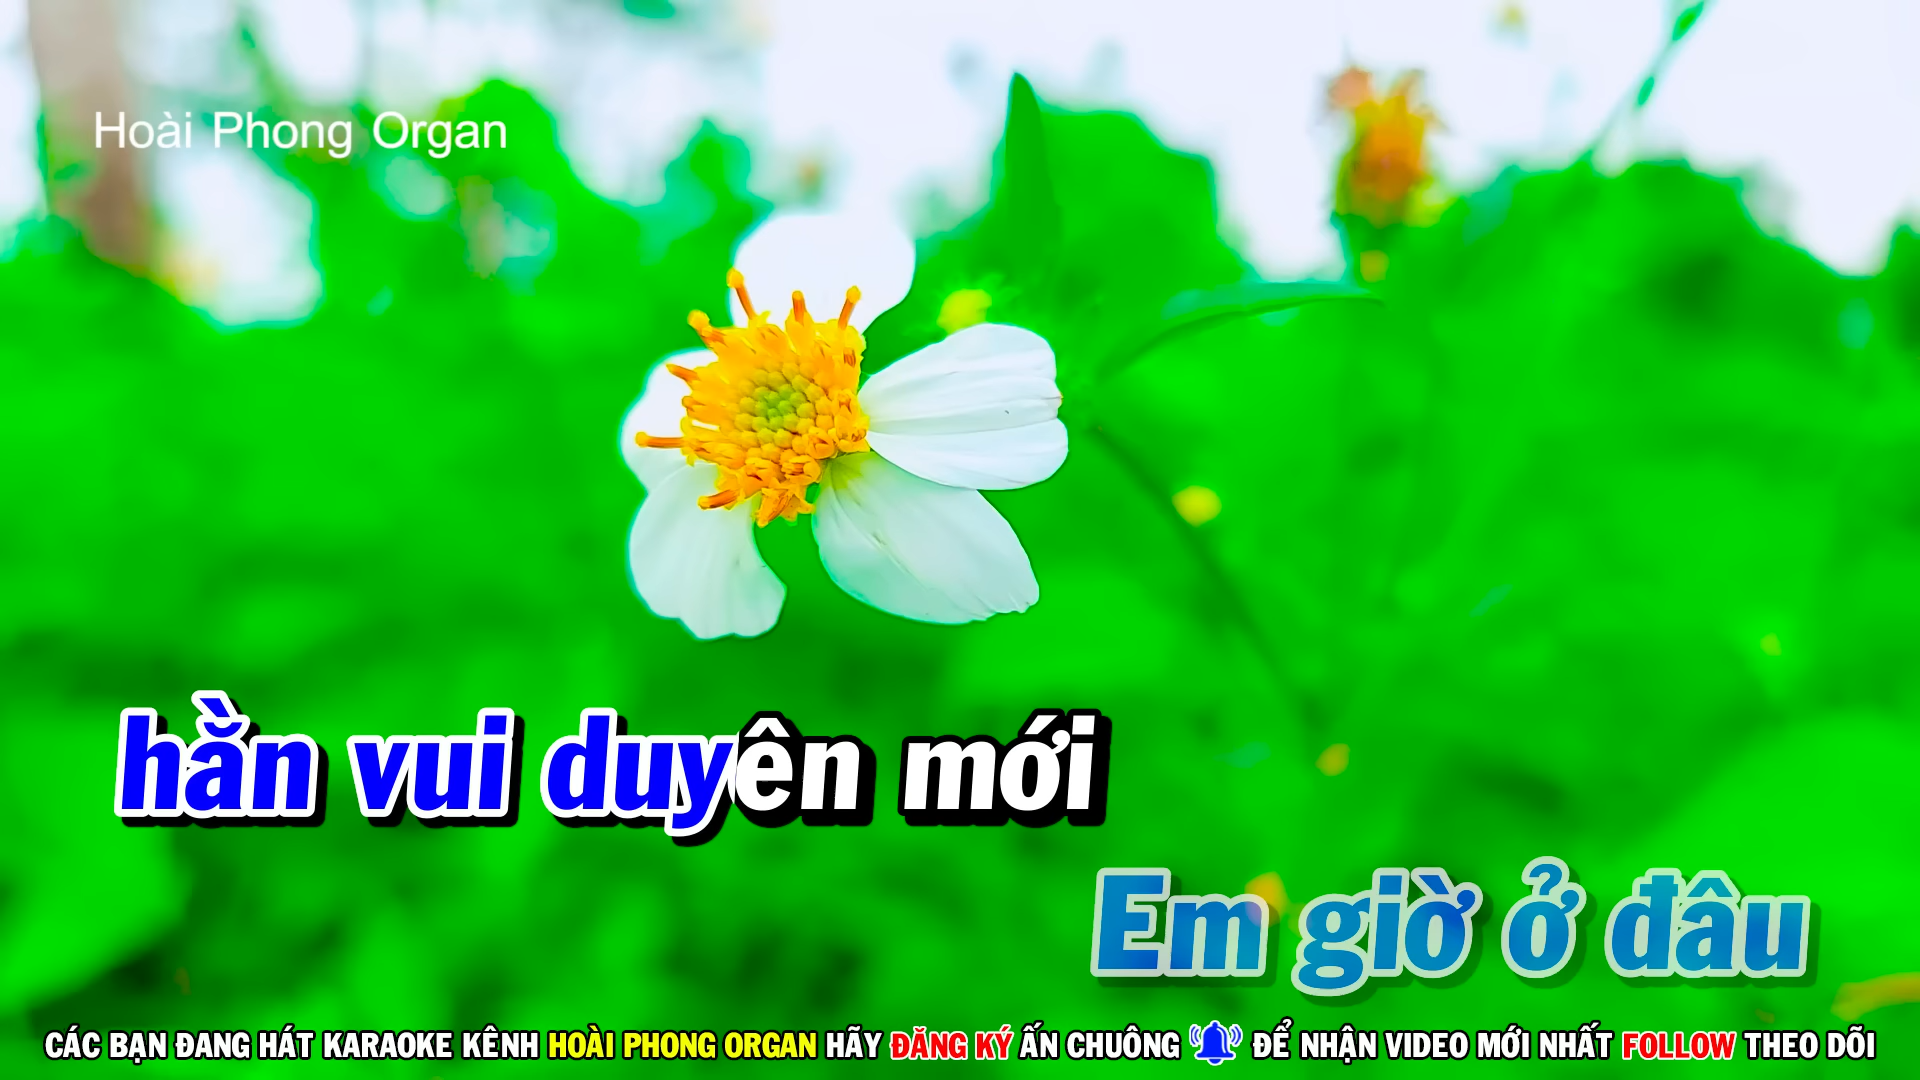 Hoài Phong Organ
hằn vui duyên mới
Em giờ ở đâu
CÁC BẠN ĐANG HÁT KARAOKE KÊNH HOÀI PHONG ORGAN HÃY ĐĂNG KÝ ẤN CHUÔNG ĐỂ NHẬN VIDEO MỚI NHẤT FOLLOW THEO DÕI